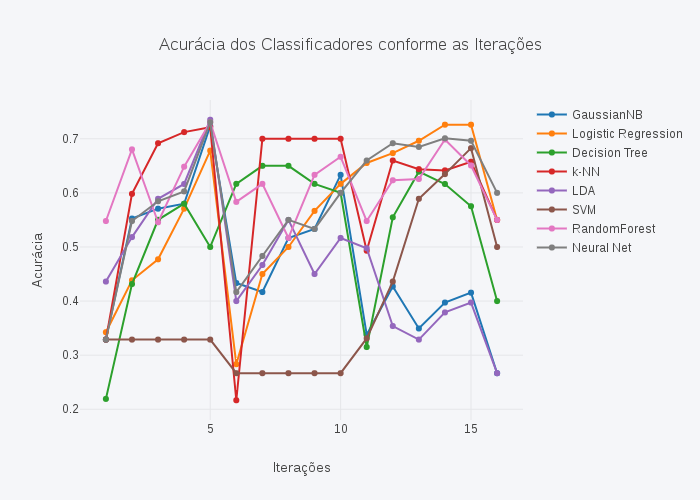 Acurácia dos Classificadores conforme as Iterações
GaussianNB
Logistic Regression
Decision Tree
k-NN
LDA
SVM
RandomForest
Neural Net
0.7
0.6
0.5
0.4
0.3
0.2
Acurácia
5
10
15
Iterações